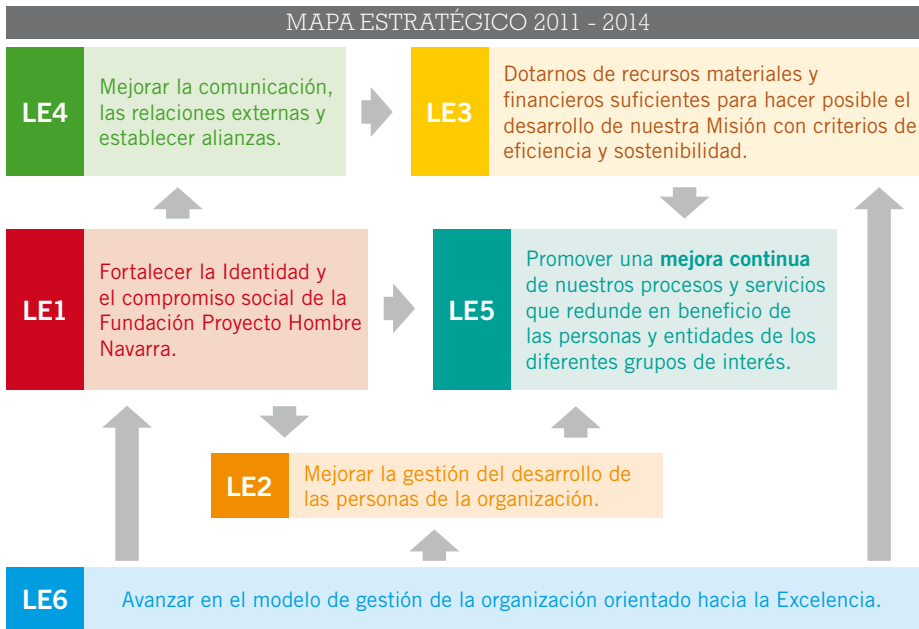 MAPA ESTRATÉGICO 2011 - 2014
LE4
Mejorar la comunicación,
las relaciones externas y
establecer alianzas.
LE3
Dotarnos de recursos materiales y
financieros suficientes para hacer posible el
desarrollo de nuestra Misión con criterios de
eficiencia y sostenibilidad.
LE1
Fortalecer la Identidad y
el compromiso social de la
Fundación Proyecto Hombre
Navarra.
LE5
Promover una mejora continua
de nuestros procesos y servicios
que redunde en beneficio de
las personas y entidades de los
diferentes grupos de interés.
LE2
Mejorar la gestión del desarrollo de
las personas de la organización.
LE6
Avanzar en el modelo de gestión de la organización orientado hacia la Excelencia.